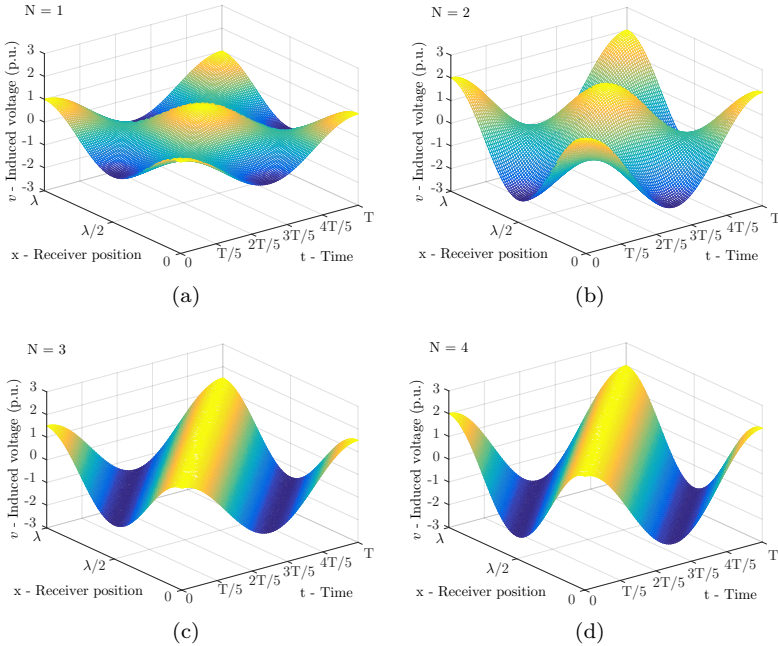 N = 1
v - Induced voltage (p.u.)
3
2
1
0
-1
-2
-3
λ
λ/2
0
x - Receiver position
0
T/5
2T/5
3T/5
4T/5
T
t - Time
(a)
N = 2
v - Induced voltage (p.u.)
3
2
1
0
-1
-2
-3
λ
λ/2
0
x - Receiver position
0
T/5
2T/5
3T/5
4T/5
T
t - Time
(b)
N = 3
v - Induced voltage (p.u.)
3
2
1
0
-1
-2
-3
λ
λ/2
0
x - Receiver position
0
T/5
2T/5
3T/5
4T/5
T
t - Time
(c)
N = 4
v - Induced voltage (p.u.)
3
2
1
0
-1
-2
-3
λ
λ/2
0
x - Receiver position
0
T/5
2T/5
3T/5
4T/5
T
t - Time
(d)